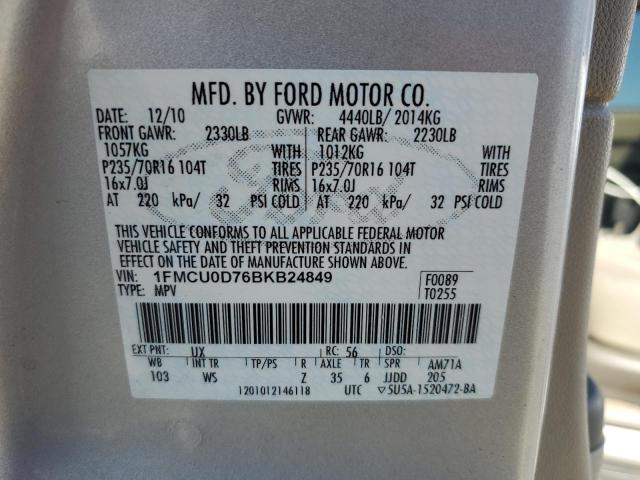 MFD. BY FORD MOTOR CO.
DATE: 12/10 GVWR: 4440LB/ 2014KG
FRONT GAWR: 2330LB REAR GAWR: 2230LB
1057KG WITH 1012KG WITH
P235/70R16 104T TIRES P235/70R16 104T TIRES
16x7.0J RIMS 16x7.0J RIMS
AT 220 kPa/ 32 PSI COLD AT 220 kPa/ 32 PSI COLD
Ford
THIS VEHICLE CONFORMS TO ALL APPLICABLE FEDERAL MOTOR
VEHICLE SAFETY AND THEFT PREVENTION STANDARDS IN
EFFECT ON THE DATE OF MANUFACTURE SHOWN ABOVE.
VIN: 1FMCU0D76BKB24849 F0089
TYPE: MPV T0255
EXT PNT: UX RC: 56 DSO:
WB INT TR TP/PS R AXLE TR SPR AM71A
103 WS Z 35 6 JJDD 205
1201012146118 UTC ▽5U5A-1520472-BA